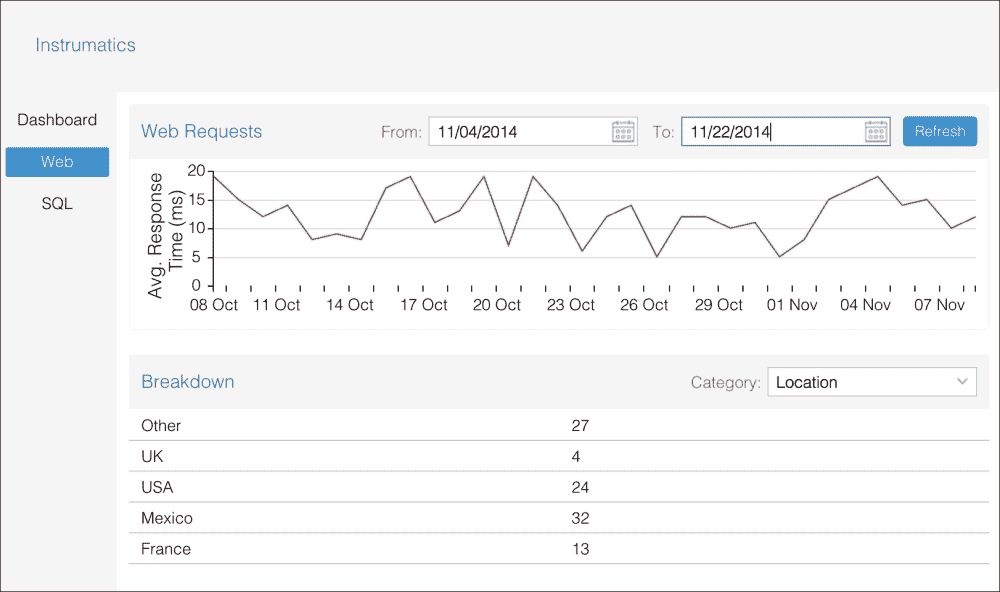 Instrumatics
Dashboard
Web
SQL
Web Requests From: 11/04/2014 To: 11/22/2014 Refresh
Avg. Response
Time (ms)
20
15
10
5
0
08 Oct 11 Oct 14 Oct 17 Oct 20 Oct 23 Oct 26 Oct 29 Oct 01 Nov 04 Nov 07 Nov
Breakdown Category: Location
Other 27
UK 4
USA 24
Mexico 32
France 13